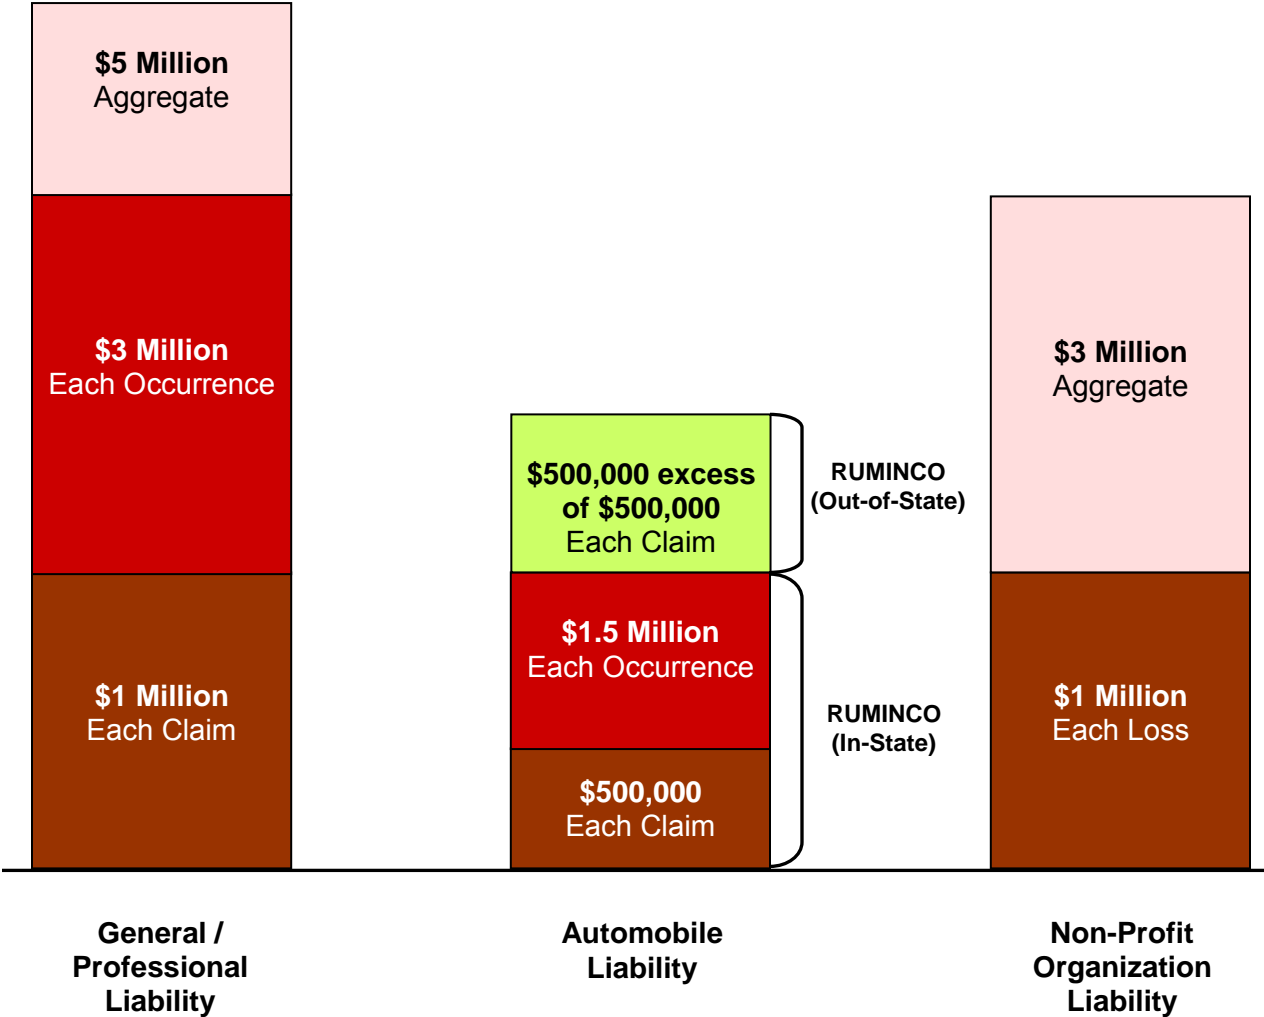 $5 Million
Aggregate
$3 Million
Each Occurrence
$1 Million
Each Claim
General /
Professional
Liability
$500,000 excess
of $500,000
Each Claim
RUMINCO
(Out-of-State)
$1.5 Million
Each Occurrence
RUMINCO
(In-State)
$500,000
Each Claim
Automobile
Liability
$3 Million
Aggregate
$1 Million
Each Loss
Non-Profit
Organization
Liability